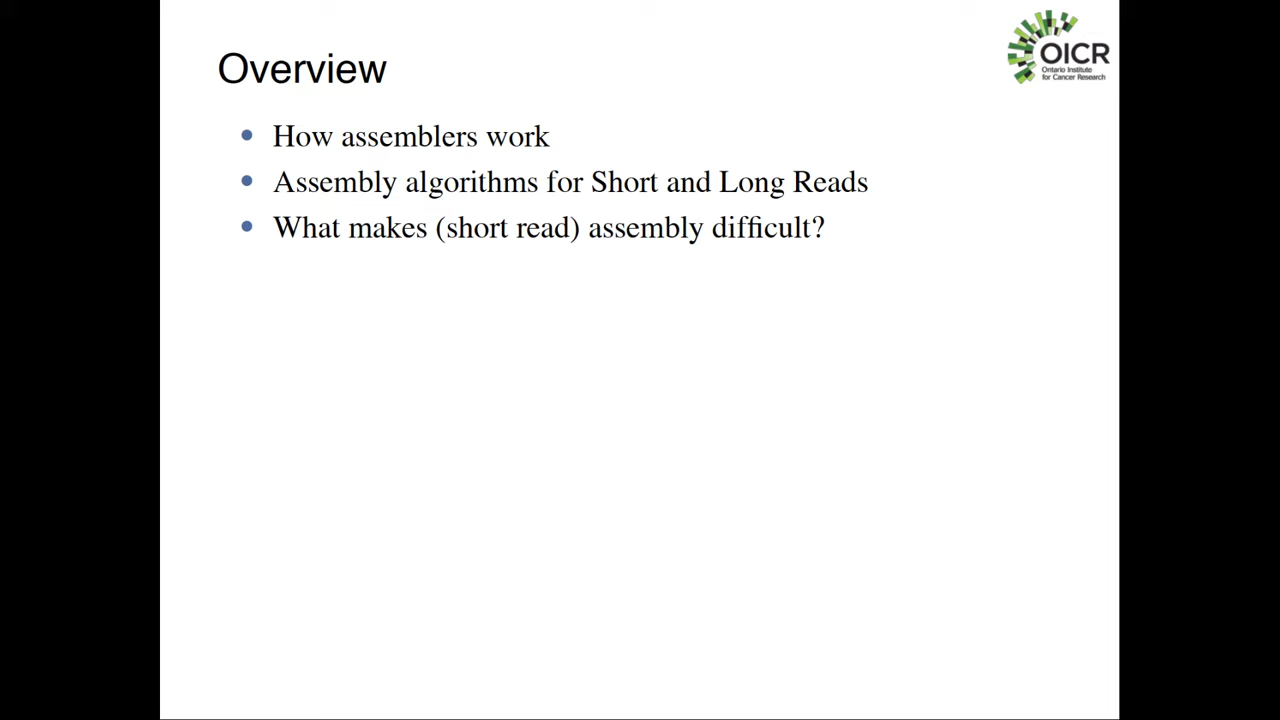 Overview
OICR
Ontario Institute
for Cancer Research
How assemblers work
Assembly algorithms for Short and Long Reads
What makes (short read) assembly difficult?